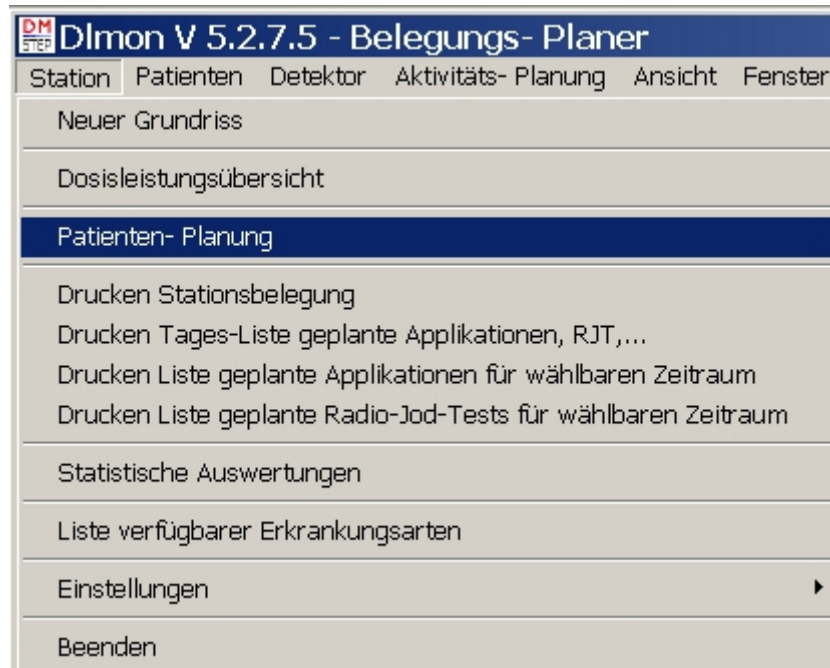 DM
STEP
Dlmon V 5.2.7.5 - Belegungs- Planer
Station Patienten Detektor Aktivitäts- Planung Ansicht Fenster
Neuer Grundriss
Dosisleistungsübersicht
Patienten- Planung
Drucken Stationsbelegung
Drucken Tages-Liste geplante Applikationen, RJT,...
Drucken Liste geplante Applikationen für wählbaren Zeitraum
Drucken Liste geplante Radio-Jod-Tests für wählbaren Zeitraum
Statistische Auswertungen
Liste verfügbarer Erkrankungsarten
Einstellungen
Beenden